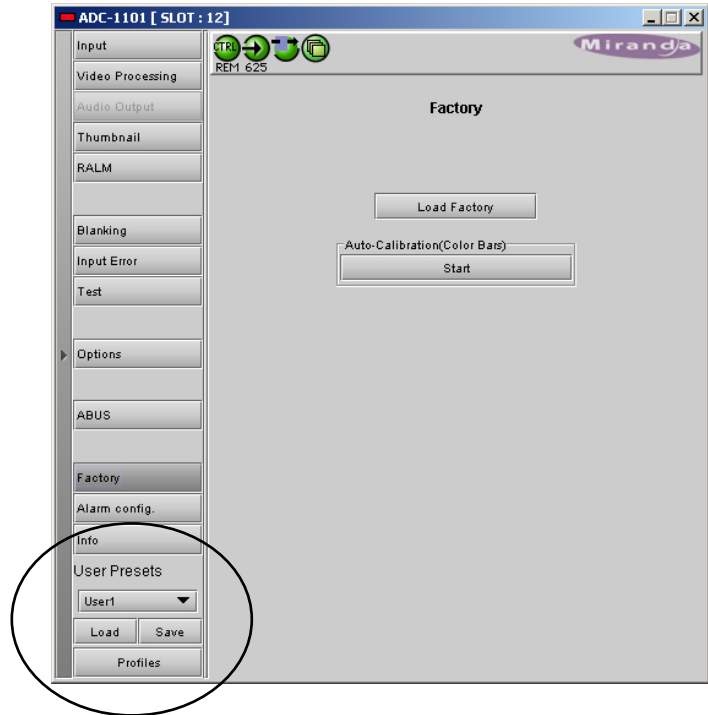 ADC-1101 [ SLOT : 12]
Input
Video Processing
Audio Output
Thumbnail
RALM
Blanking
Input Error
Test
Options
ABUS
Factory
Alarm config.
Info
User Presets
User1
Load Save
Profiles
CTRL
REM 625
Miranda
Factory
Load Factory
Auto-Calibration(Color Bars)
Start